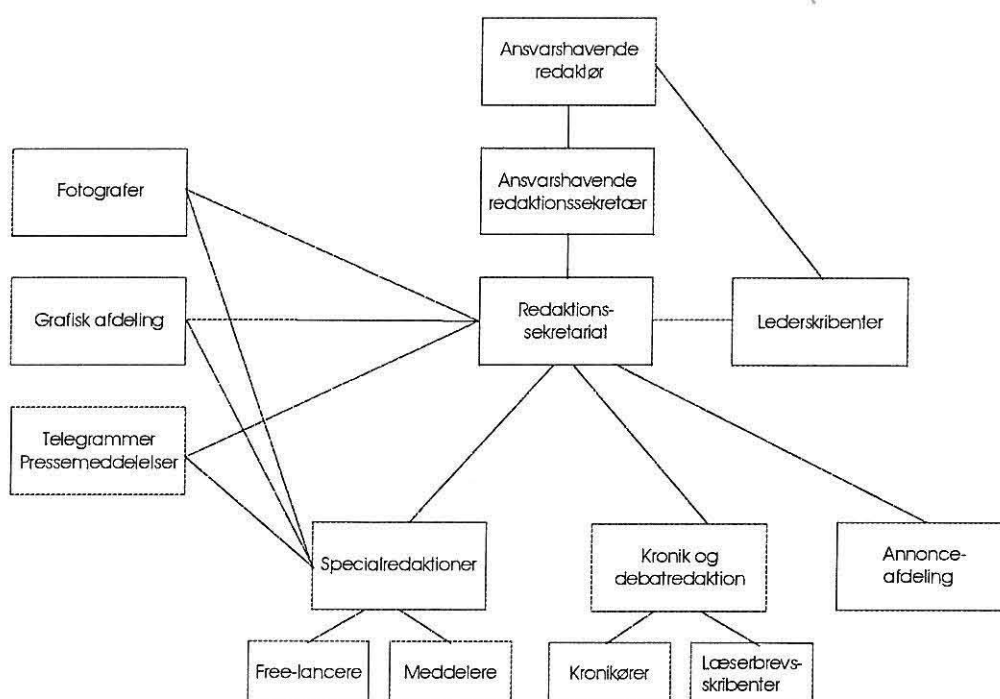 Ansvarshavende
redaktør
Fotografer
Ansvarshavende
redaktionssekretær
Grafisk afdeling
Redaktions-
sekretariat
Lederskribenter
Telegrammer
Pressemeddelelser
Specialredaktioner
Kronik og
debatredaktion
Annonce-
afdeling
Free-lancere
Meddelere
Kronikører
Læserbrevs-
skribenter